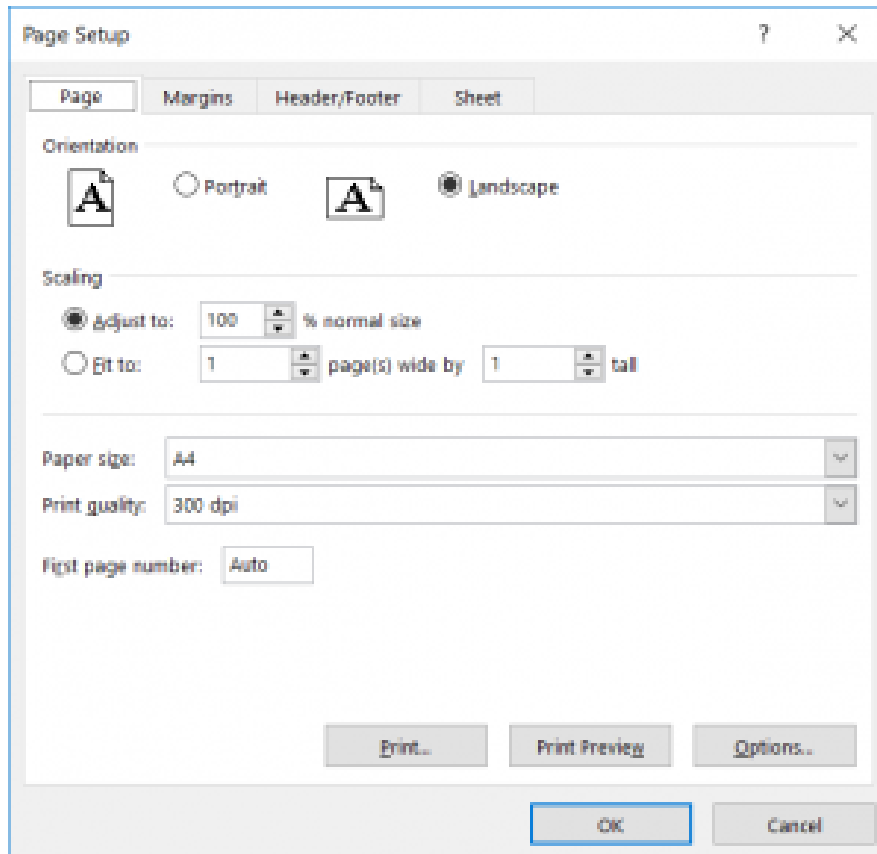 Page Setup ? ×
Page Margins Header/Footer Sheet
Orientation
A Portrait A Landscape
Scaling
Adjust to: 100 % normal size
Fit to: 1 page(s) wide by 1 tall
Paper size: A4
Print quality: 300 dpi
First page number: Auto
Print... Print Preview Options...
OK Cancel